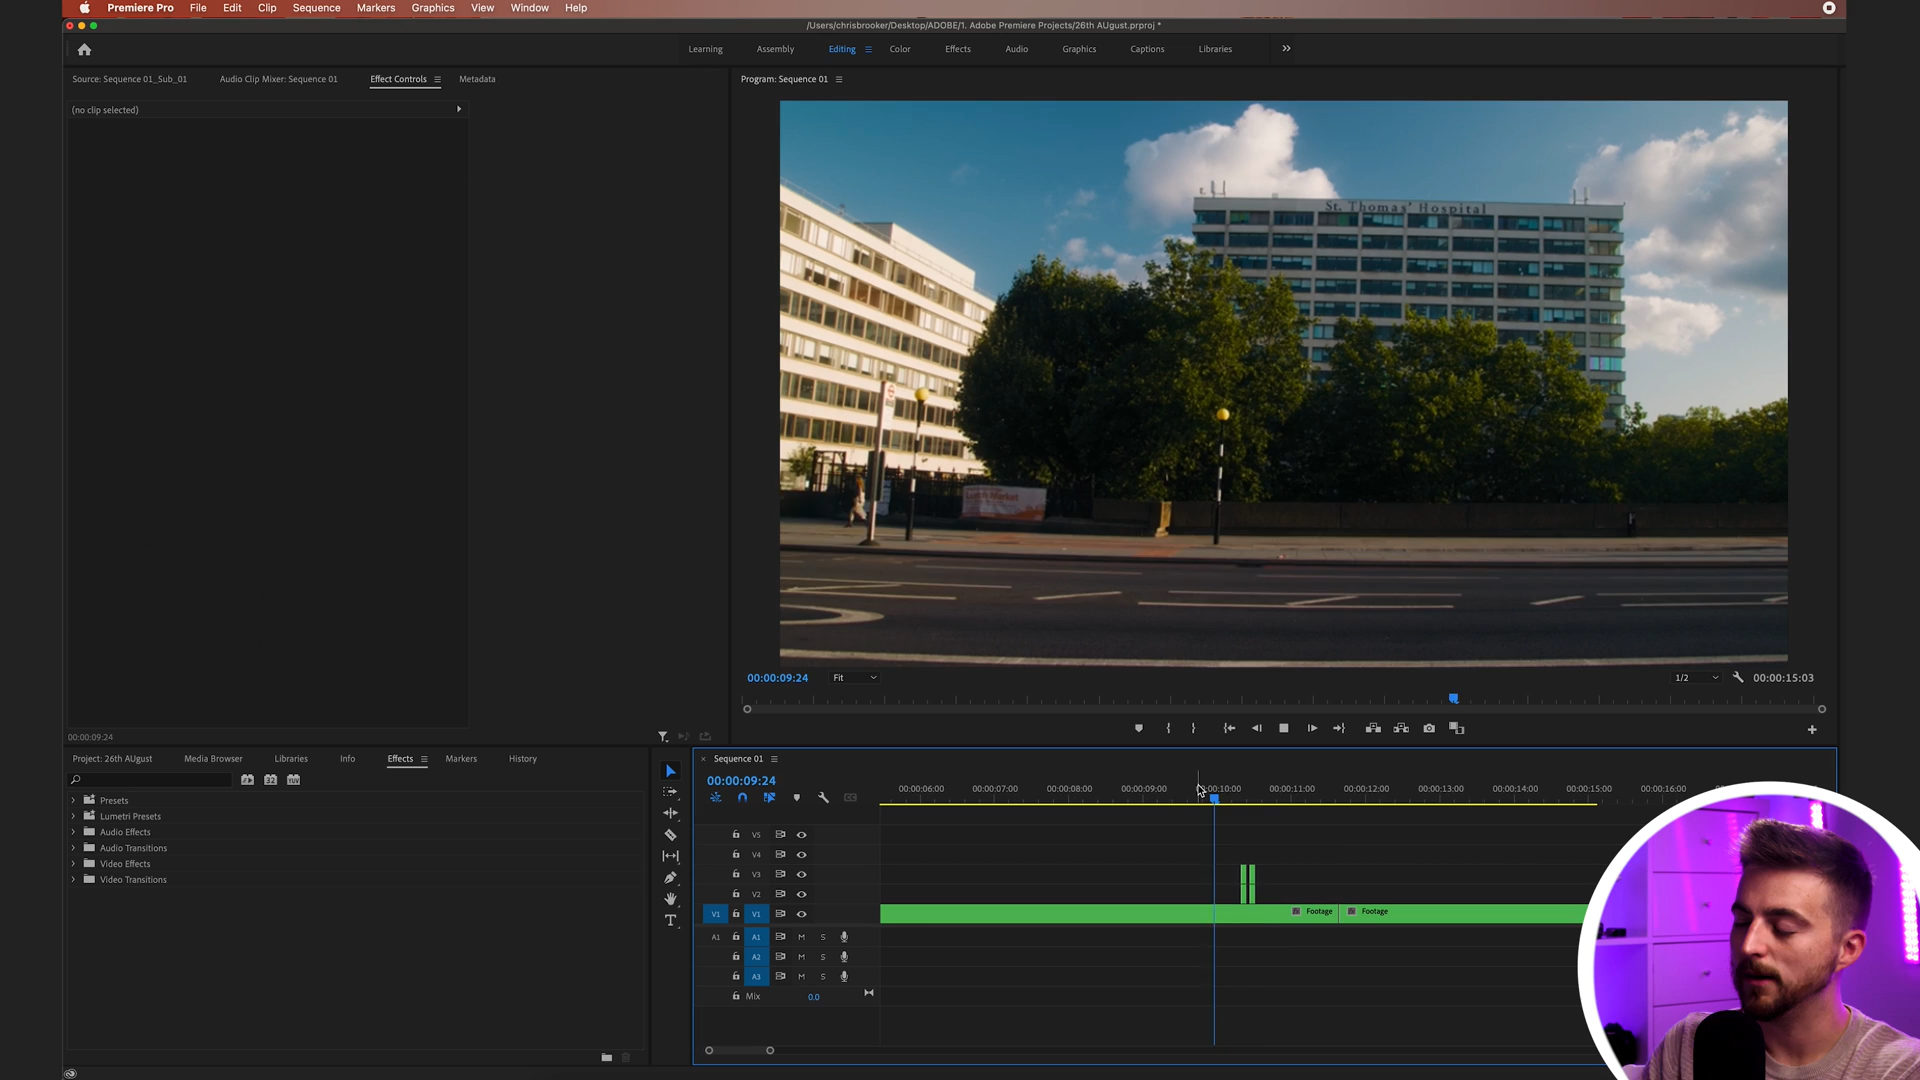 Premiere Pro File Edit Clip Sequence Markers Graphics View Window Help
/Users/chrisbrooker/Desktop/ADOBE/1. Adobe Premiere Projects/26th AUgust.prproj *
Learning Assembly Editing Color Effects Audio Graphics Captions Libraries
Source: Sequence 01_Sub_01 Audio Clip Mixer: Sequence 01 Effect Controls Metadata
Program: Sequence 01
(no clip selected)
St. Thomas' Hospital
00:00:09:24 Fit 1/2 00:00:15:03
00:00:09:24
Project: 26th AUgust Media Browser Libraries Info Effects Markers History
Presets
Lumetri Presets
Audio Effects
Audio Transitions
Video Effects
Video Transitions
Sequence 01
00:00:09:24
00:00:06:00 00:00:07:00 00:00:08:00 00:00:09:00 00:10:00 00:00:11:00 00:00:12:00 00:00:13:00 00:00:14:00 00:00:15:00 00:00:16:00
V5
V4
V3
V2
V1 V1 Footage Footage
A1 A1 M S
A2 M S
A3 M S
Mix 0.0